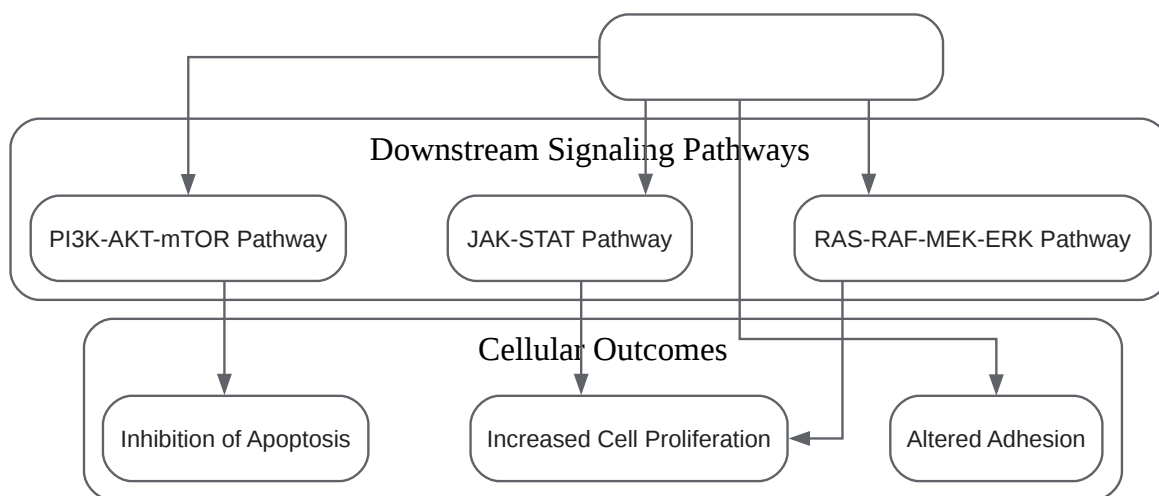 Downstream Signaling Pathways
PI3K-AKT-mTOR Pathway
JAK-STAT Pathway
RAS-RAF-MEK-ERK Pathway
Cellular Outcomes
Inhibition of Apoptosis
Increased Cell Proliferation
Altered Adhesion